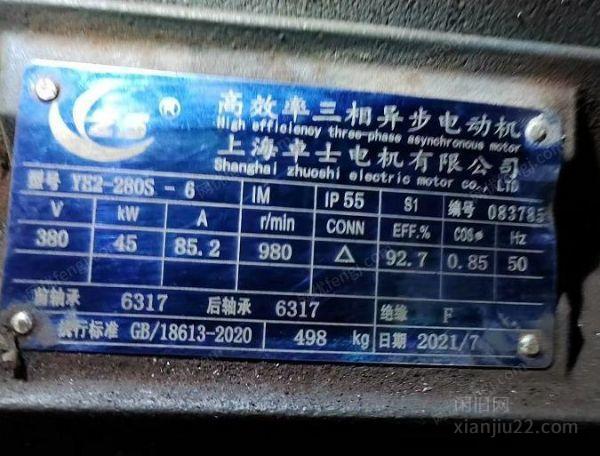 ZS ®
高效率三相异步电动机
High efficiency three-phase asynchronous motor
上海卓士电机有限公司
Shanghai zhuoshi electric motor co., LTD
型号 YE2-280S - 6 IM IP 55 S1 编号 083785
V kW A r/min CONN EFF.% COSø Hz
380 45 85.2 980 △ 92.7 0.85 50
前轴承 6317 后轴承 6317 绝缘 F
执行标准 GB/18613-2020 498 kg 日期 2021/7
闲旧网
xianjiu22.com